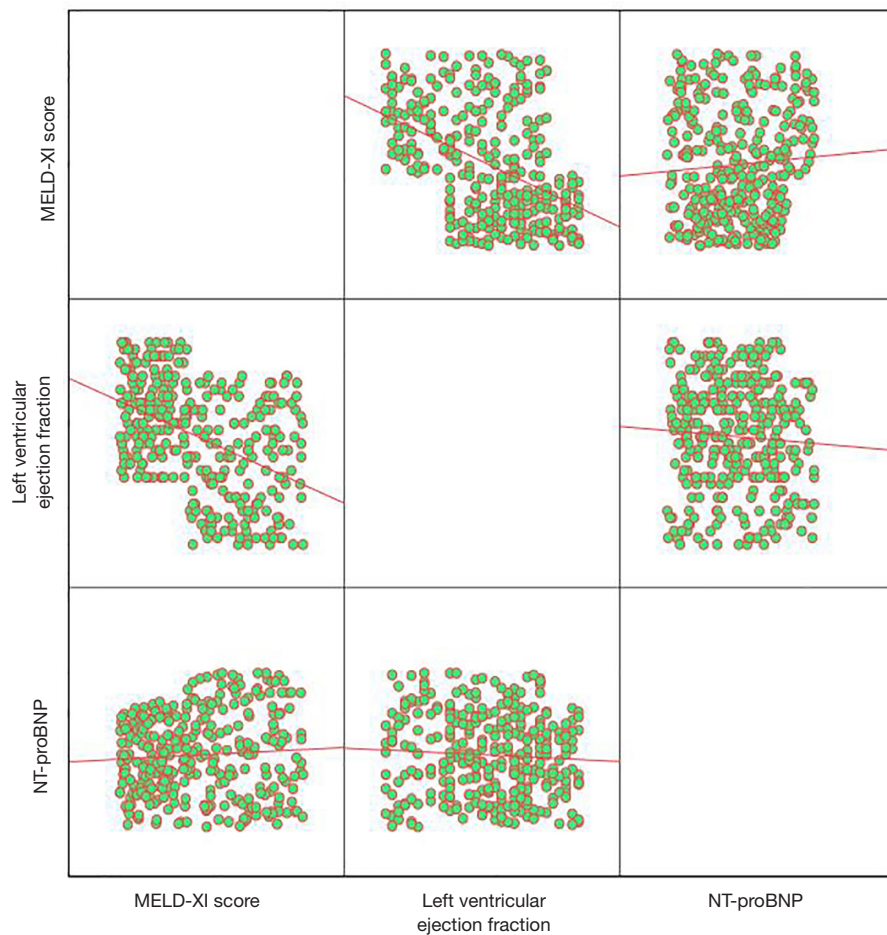 MELD-XI score
Left ventricular
ejection fraction
NT-proBNP
MELD-XI score
Left ventricular
ejection fraction
NT-proBNP